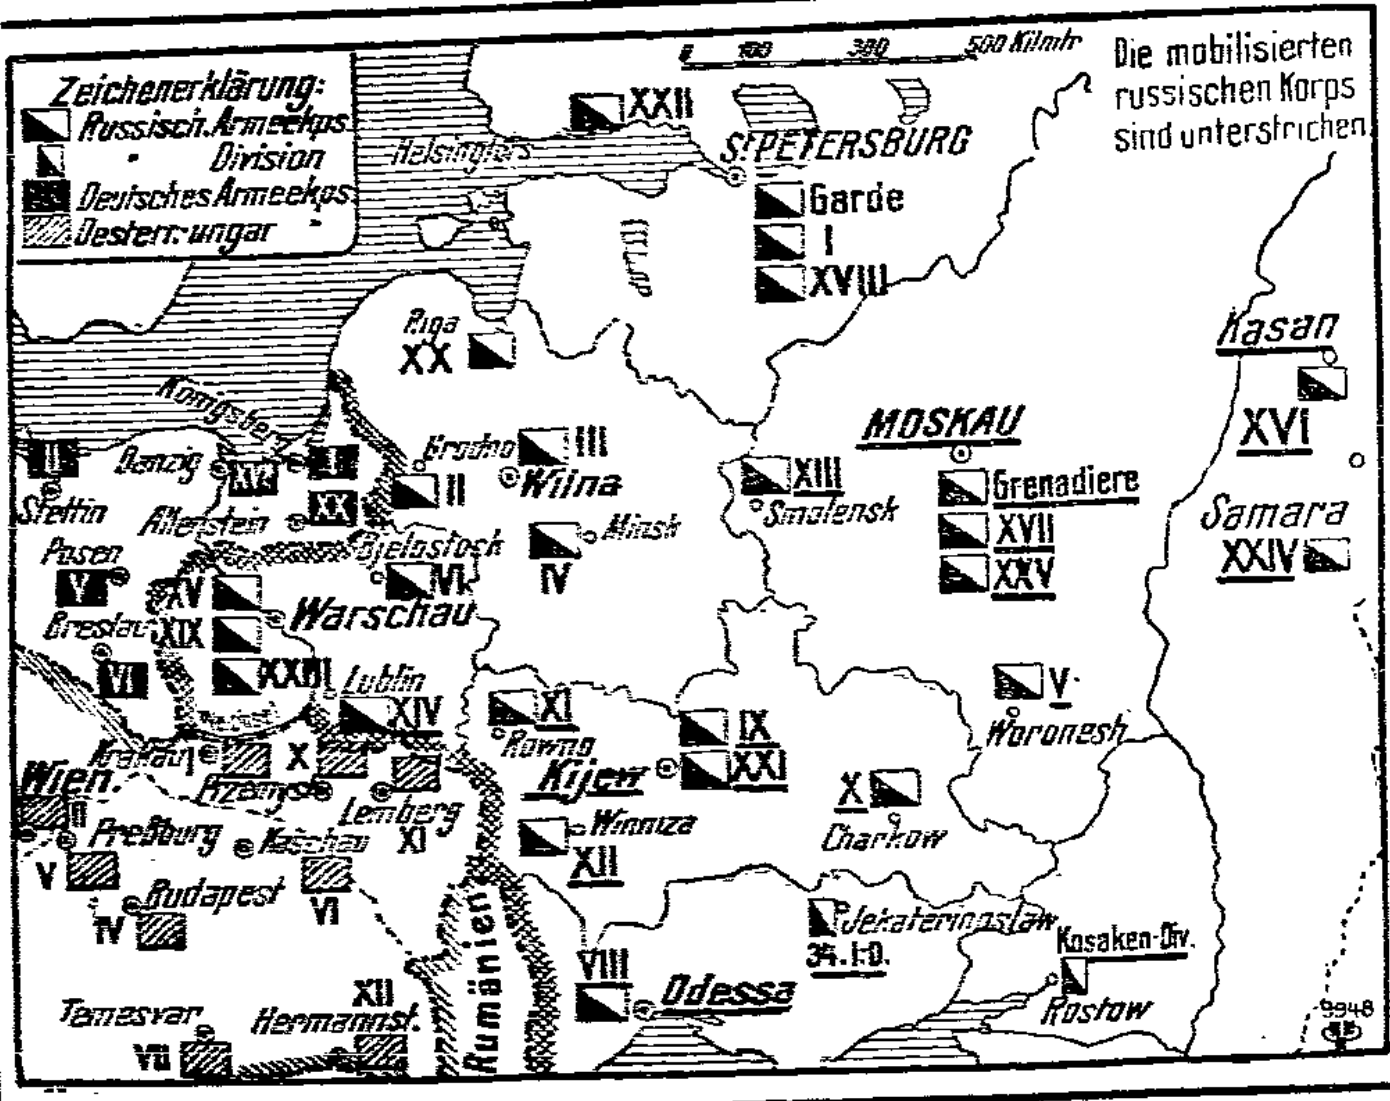 0 100 300 500 Kilmtr
Die mobilisierten
russischen Korps
sind unterstrichen
Zeichenerklärung:
Russisch. Armeekps.
" Division
Deutsches Armeekps.
Oesterr.-ungar "
XXII
Helsingfors
St PETERSBURG
Garde
I
XVIII
Riga
XX
Kasan
XVI
Königsberg
MOSKAU
Grenadiere
XVII
XXV
Grodno
III
Wilna
II
Danzig
XVII
I
II
Stettin
Allenstein
XX
XIII
Smolensk
Samara
XXIV
Minsk
IV
Posen
V
Bjelostock
VI
XV
Warschau
XIX
XXIII
Breslau
VI
Lublin
XIV
XI
Rowno
IX
XXI
Kijew
V
Woronesh
Krakau
I
X
Przemysl
Lemberg
XI
Wien.
II
Preßburg
V
Kaschau
VI
Winniza
XII
X
Charkow
Budapest
IV
Jekaterinoslaw
34. I.-D.
Kosaken-Div.
Rostow
Rumänien
VIII
Odessa
XII
Hermannst.
Temesvar
VII
9948